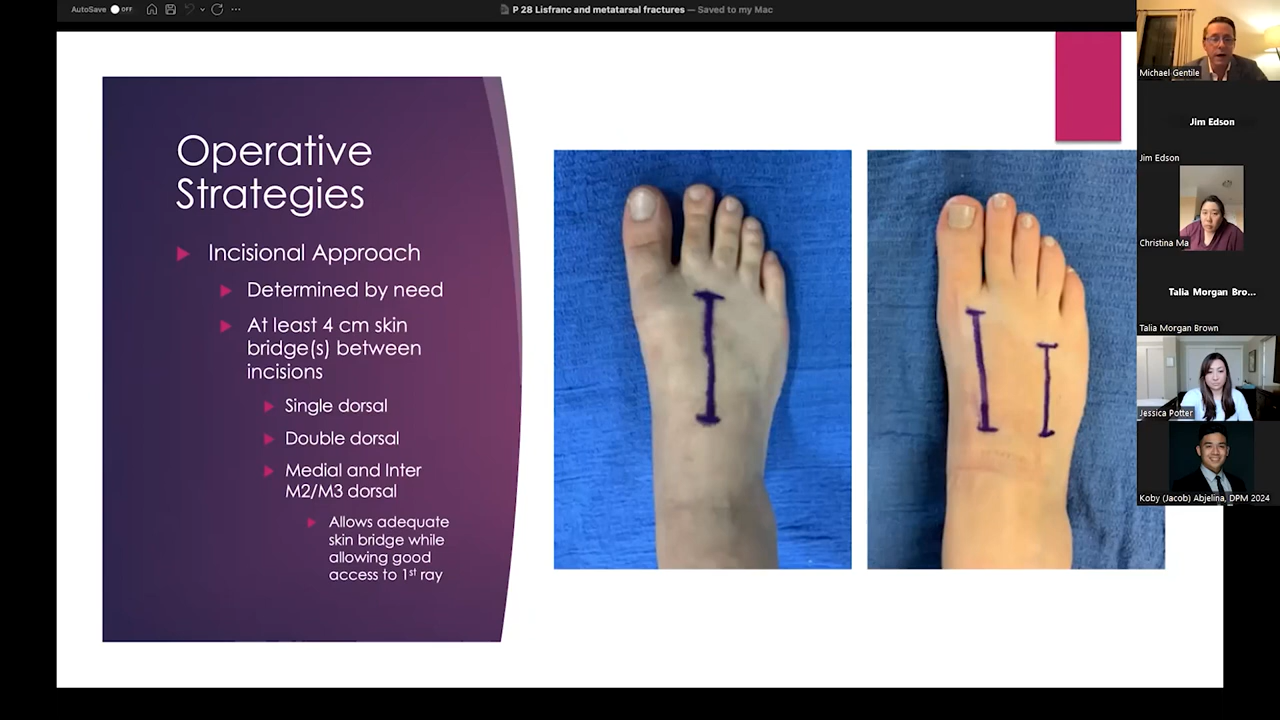 AutoSave OFF
P 28 Lisfranc and metatarsal fractures — Saved to my Mac
Operative
Strategies
Incisional Approach
Determined by need
At least 4 cm skin
bridge(s) between
incisions
Single dorsal
Double dorsal
Medial and Inter
M2/M3 dorsal
Allows adequate
skin bridge while
allowing good
access to 1st ray
Michael Gentile
Jim Edson
Jim Edson
Christina Ma
Talia Morgan Bro...
Talia Morgan Brown
Jessica Potter
Koby (Jacob) Abjelina, DPM 2024